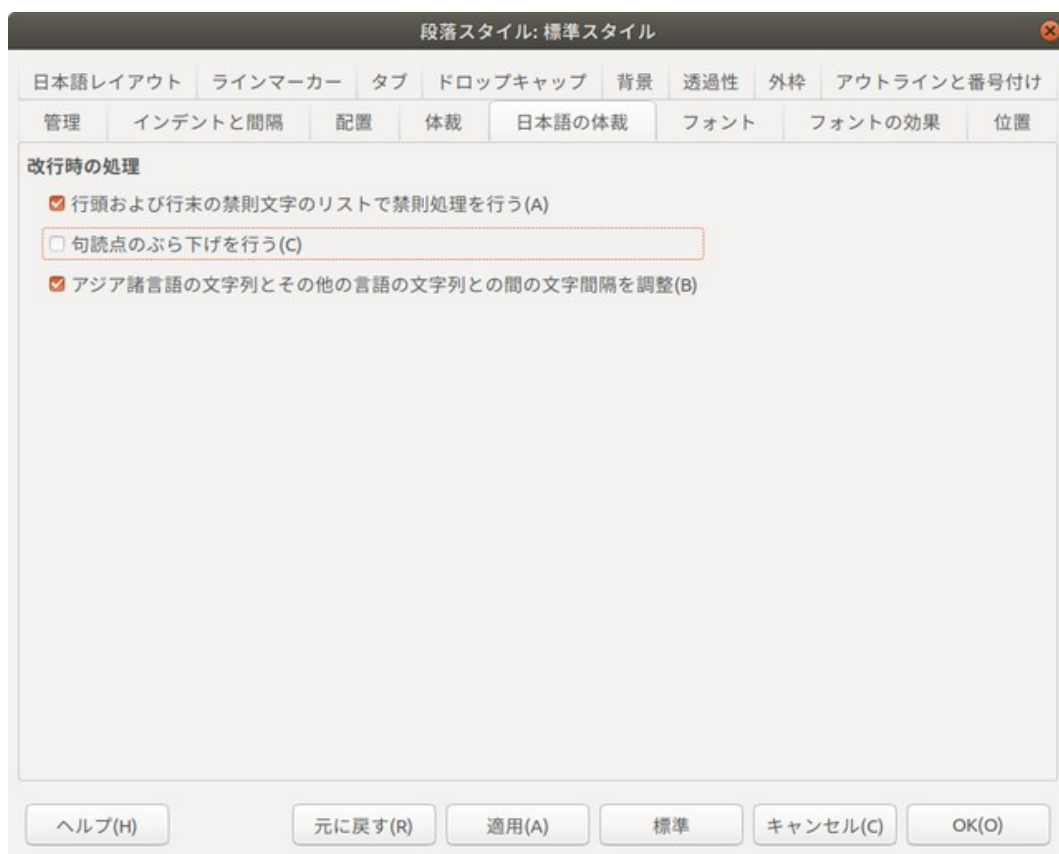 段落スタイル: 標準スタイル
日本語レイアウト ラインマーカー タブ ドロップキャップ 背景 透過性 外枠 アウトラインと番号付け
管理 インデントと間隔 配置 体裁 日本語の体裁 フォント フォントの効果 位置
改行時の処理
行頭および行末の禁則文字のリストで禁則処理を行う(A)
句読点のぶら下げを行う(C)
アジア諸言語の文字列とその他の言語の文字列との間の文字間隔を調整(B)
ヘルプ(H) 元に戻す(R) 適用(A) 標準 キャンセル(C) OK(O)